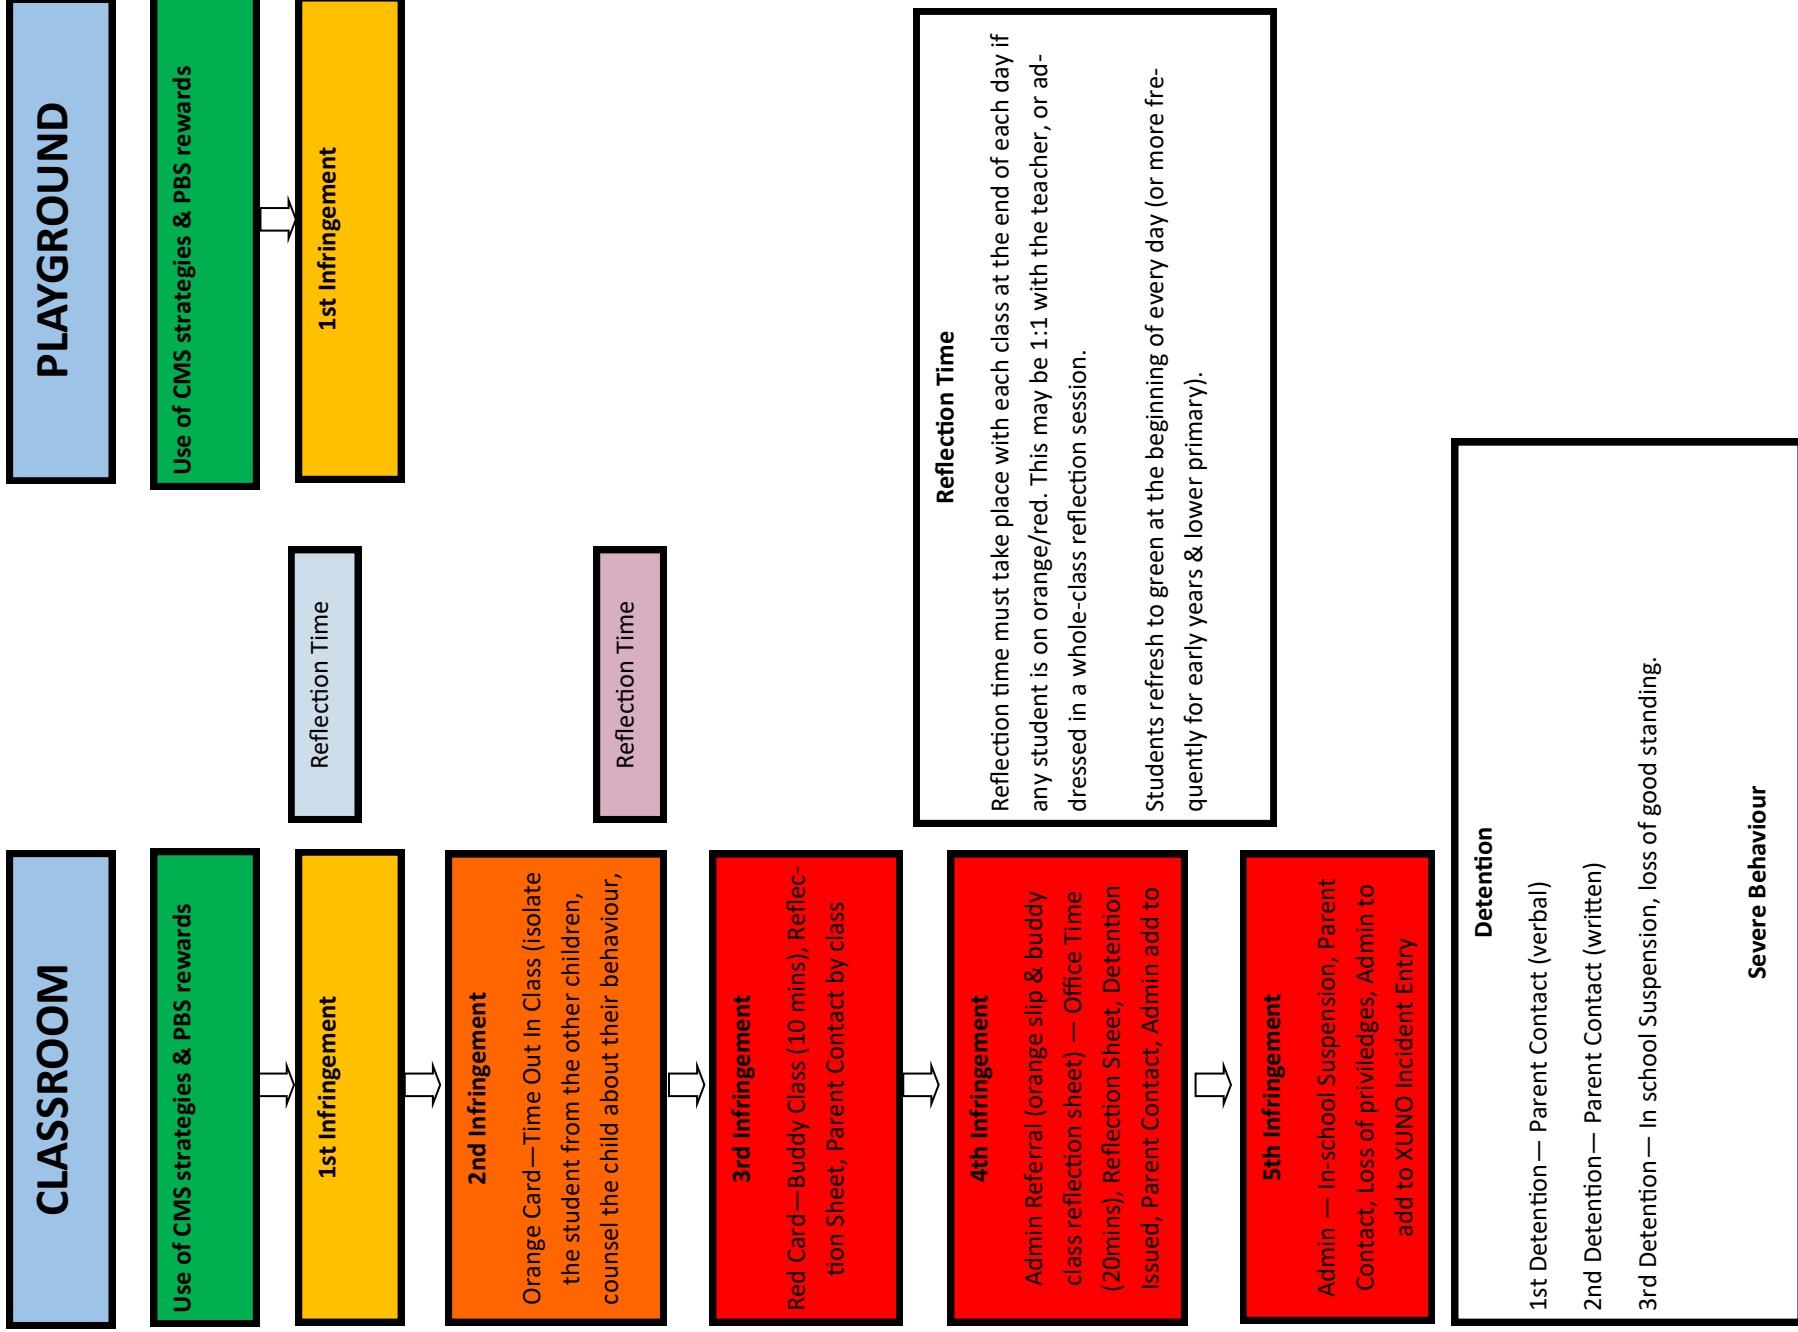 CLASSROOM
Use of CMS strategies & PBS rewards
1st Infringement
2nd Infringement
Orange Card—Time Out In Class (isolate
the student from the other children,
counsel the child about their behaviour,
3rd Infringement
Red Card—Buddy Class (10 mins), Reflec-
tion Sheet, Parent Contact by class
4th Infringement
Admin Referral (orange slip & buddy
class reflection sheet) — Office Time
(20mins), Reflection Sheet, Detention
Issued, Parent Contact, Admin add to
5th Infringement
Admin — In-school Suspension, Parent
Contact, Loss of priviledges, Admin to
add to XUNO Incident Entry
Reflection Time
Reflection Time
PLAYGROUND
Use of CMS strategies & PBS rewards
1st Infringement
Reflection Time
Reflection time must take place with each class at the end of each day if
any student is on orange/red. This may be 1:1 with the teacher, or ad-
dressed in a whole-class reflection session.
Students refresh to green at the beginning of every day (or more fre-
quently for early years & lower primary).
Detention
1st Detention— Parent Contact (verbal)
2nd Detention— Parent Contact (written)
3rd Detention— In school Suspension, loss of good standing.
Severe Behaviour